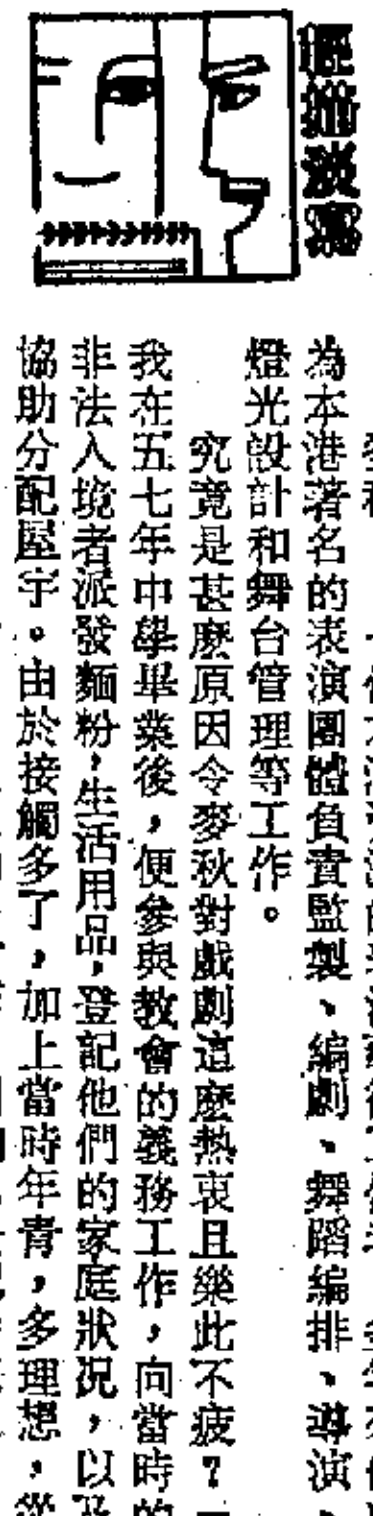 輕描淡寫
為本港著名的表演團體負責監製、編劇、舞蹈編排、導演、
燈光設計和舞台管理等工作。
究竟是甚麼原因令麥秋對戲劇這麼熱衷且樂此不疲？
我在五七年中學畢業後，便參與教會的義務工作，向當時的
非法入境者派發麵粉，生活用品，登記他們的家庭狀況，以及
協助分配屋宇。由於接觸多了，加上當時年青，多理想，從